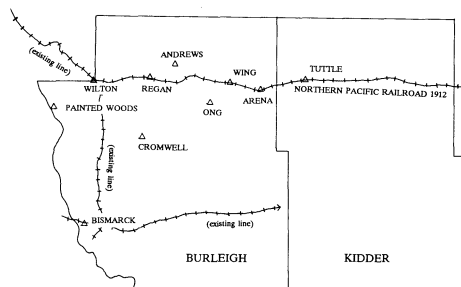 (existing line)
ANDREWS
WILTON
REGAN
WING
ARENA
TUTTLE
NORTHERN PACIFIC RAILROAD 1912
PAINTED WOODS
ONG
CROMWELL
(existing line)
BISMARCK
(existing line)
BURLEIGH
KIDDER